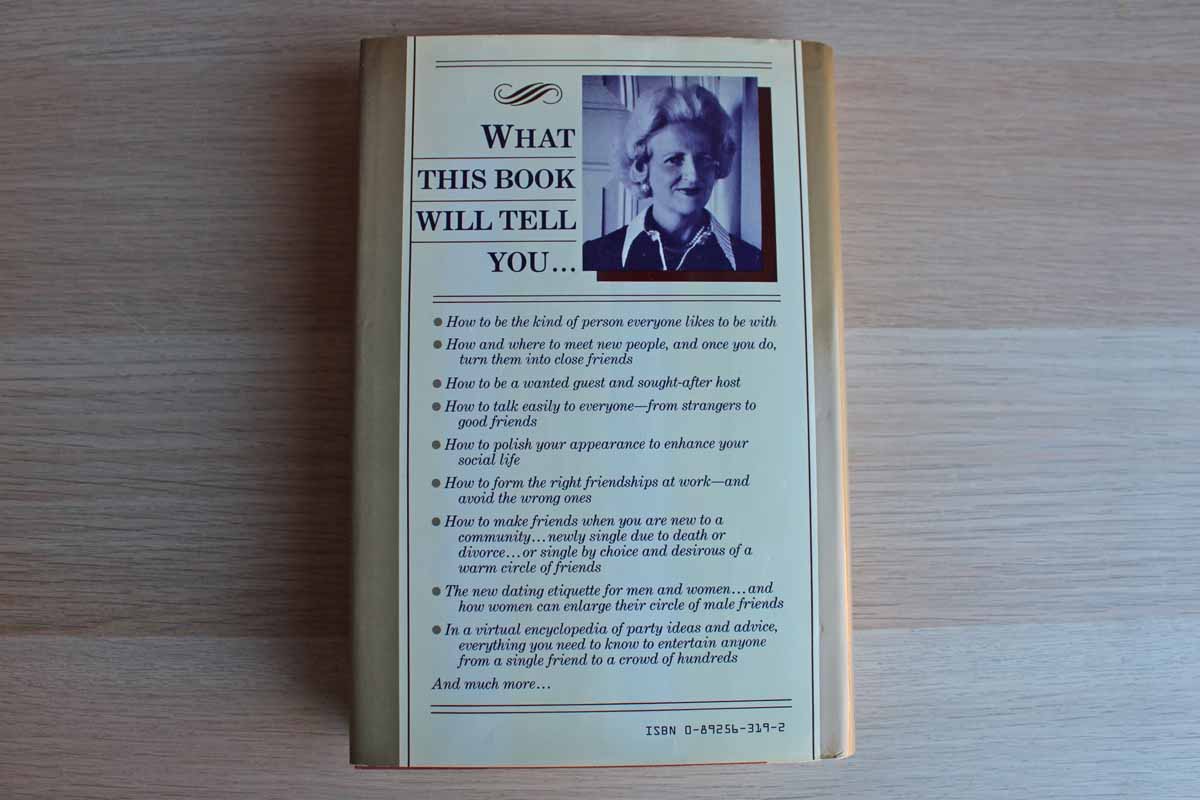 WHAT
THIS BOOK
WILL TELL
YOU...
• How to be the kind of person everyone likes to be with
• How and where to meet new people, and once you do,
turn them into close friends
• How to be a wanted guest and sought-after host
• How to talk easily to everyone—from strangers to
good friends
• How to polish your appearance to enhance your
social life
• How to form the right friendships at work—and
avoid the wrong ones
• How to make friends when you are new to a
community...newly single due to death or
divorce...or single by choice and desirous of a
warm circle of friends
• The new dating etiquette for men and women...and
how women can enlarge their circle of male friends
• In a virtual encyclopedia of party ideas and advice,
everything you need to know to entertain anyone
from a single friend to a crowd of hundreds
And much more...
ISBN 0-89256-319-2